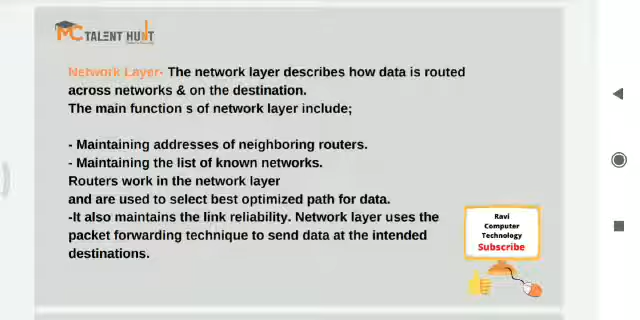 MC TALENT HUNT
Network Layer- The network layer describes how data is routed
across networks & on the destination.
The main function s of network layer include;
- Maintaining addresses of neighboring routers.
- Maintaining the list of known networks.
Routers work in the network layer
and are used to select best optimized path for data.
-It also maintains the link reliability. Network layer uses the
packet forwarding technique to send data at the intended
destinations.
Ravi
Computer
Technology
Subscribe